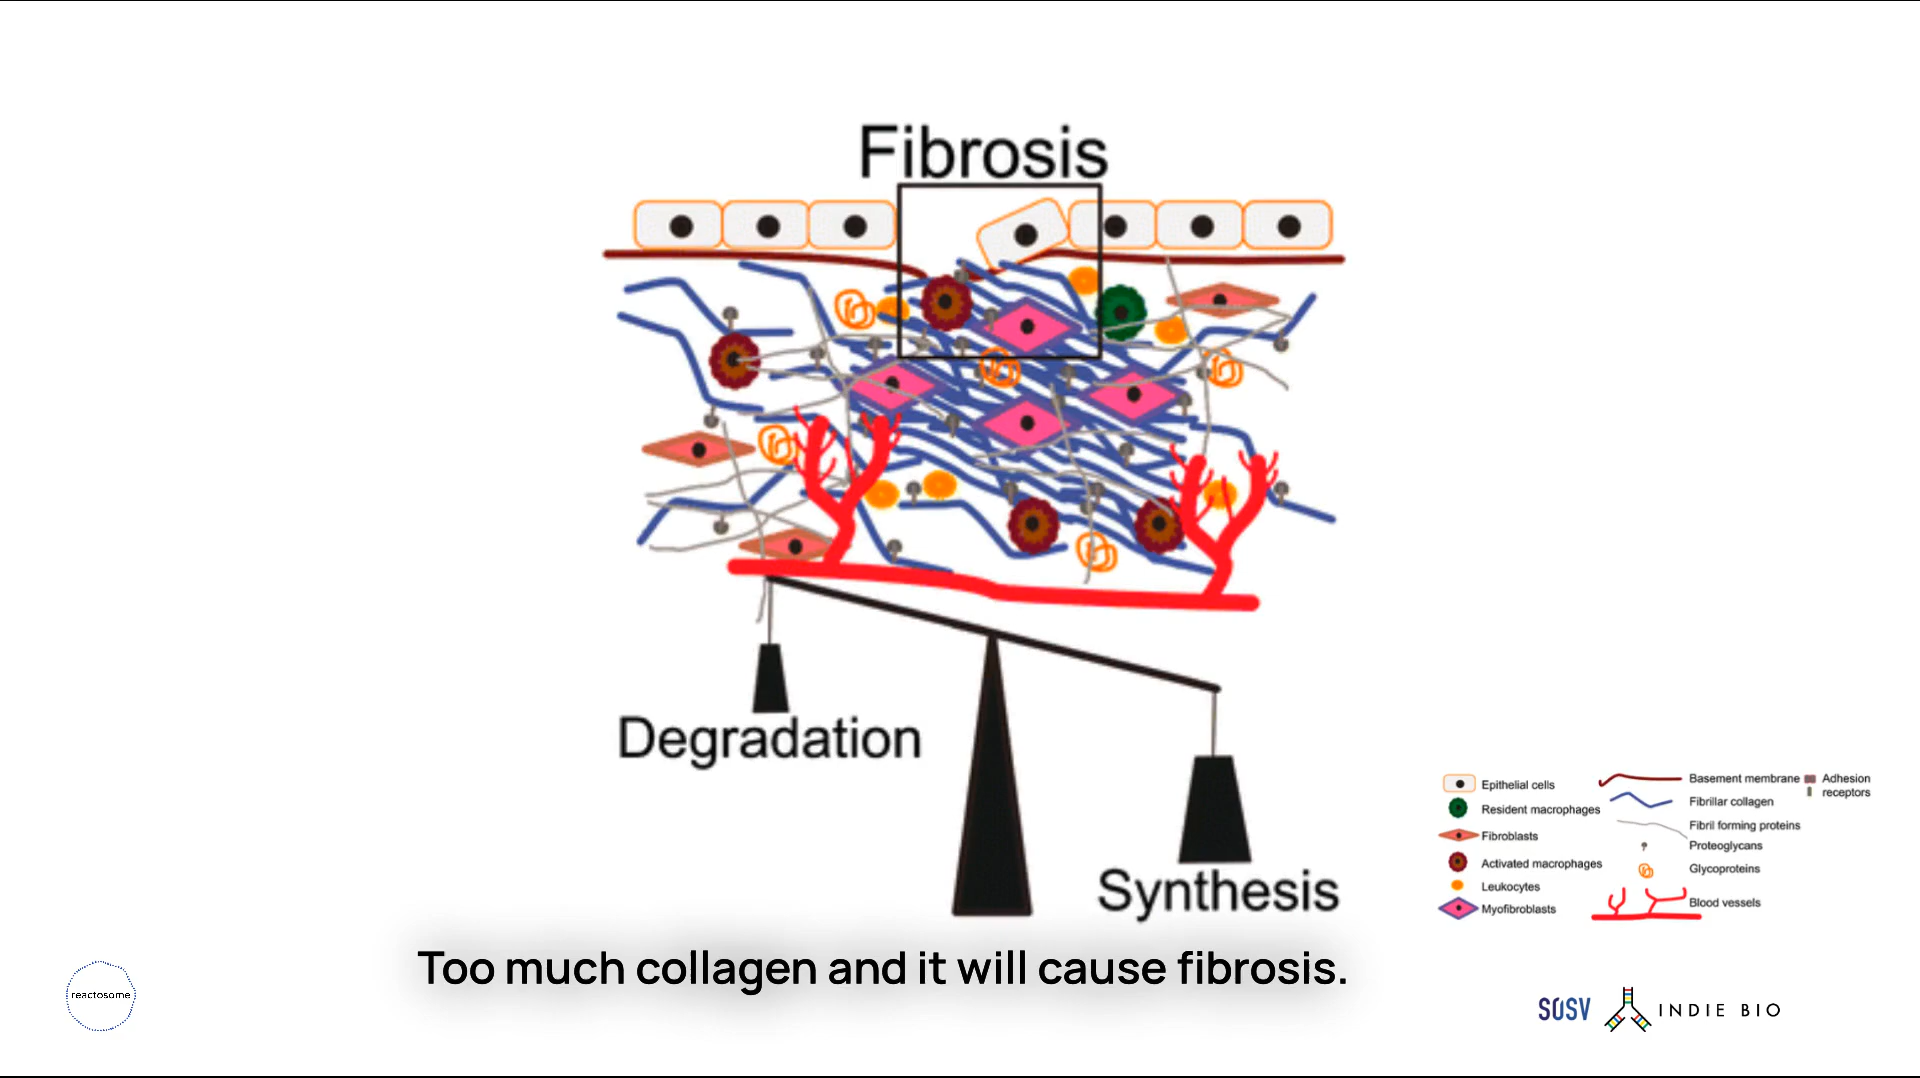 Fibrosis
Degradation
Synthesis
Epithelial cells
Resident macrophages
Fibroblasts
Activated macrophages
Leukocytes
Myofibroblasts
Basement membrane
Fibrillar collagen
Fibril forming proteins
Proteoglycans
Glycoproteins
Blood vessels
Adhesion
receptors
Too much collagen and it will cause fibrosis.
reactosome
SOSV
INDIE BIO